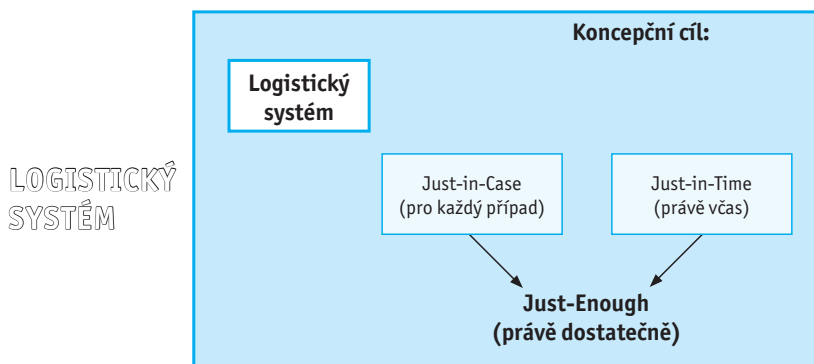 Koncepční cíl:
Logistický
systém
LOGISTICKÝ
SYSTÉM
Just-in-Case
(pro každý případ)
Just-in-Time
(právě včas)
Just-Enough
(právě dostatečně)